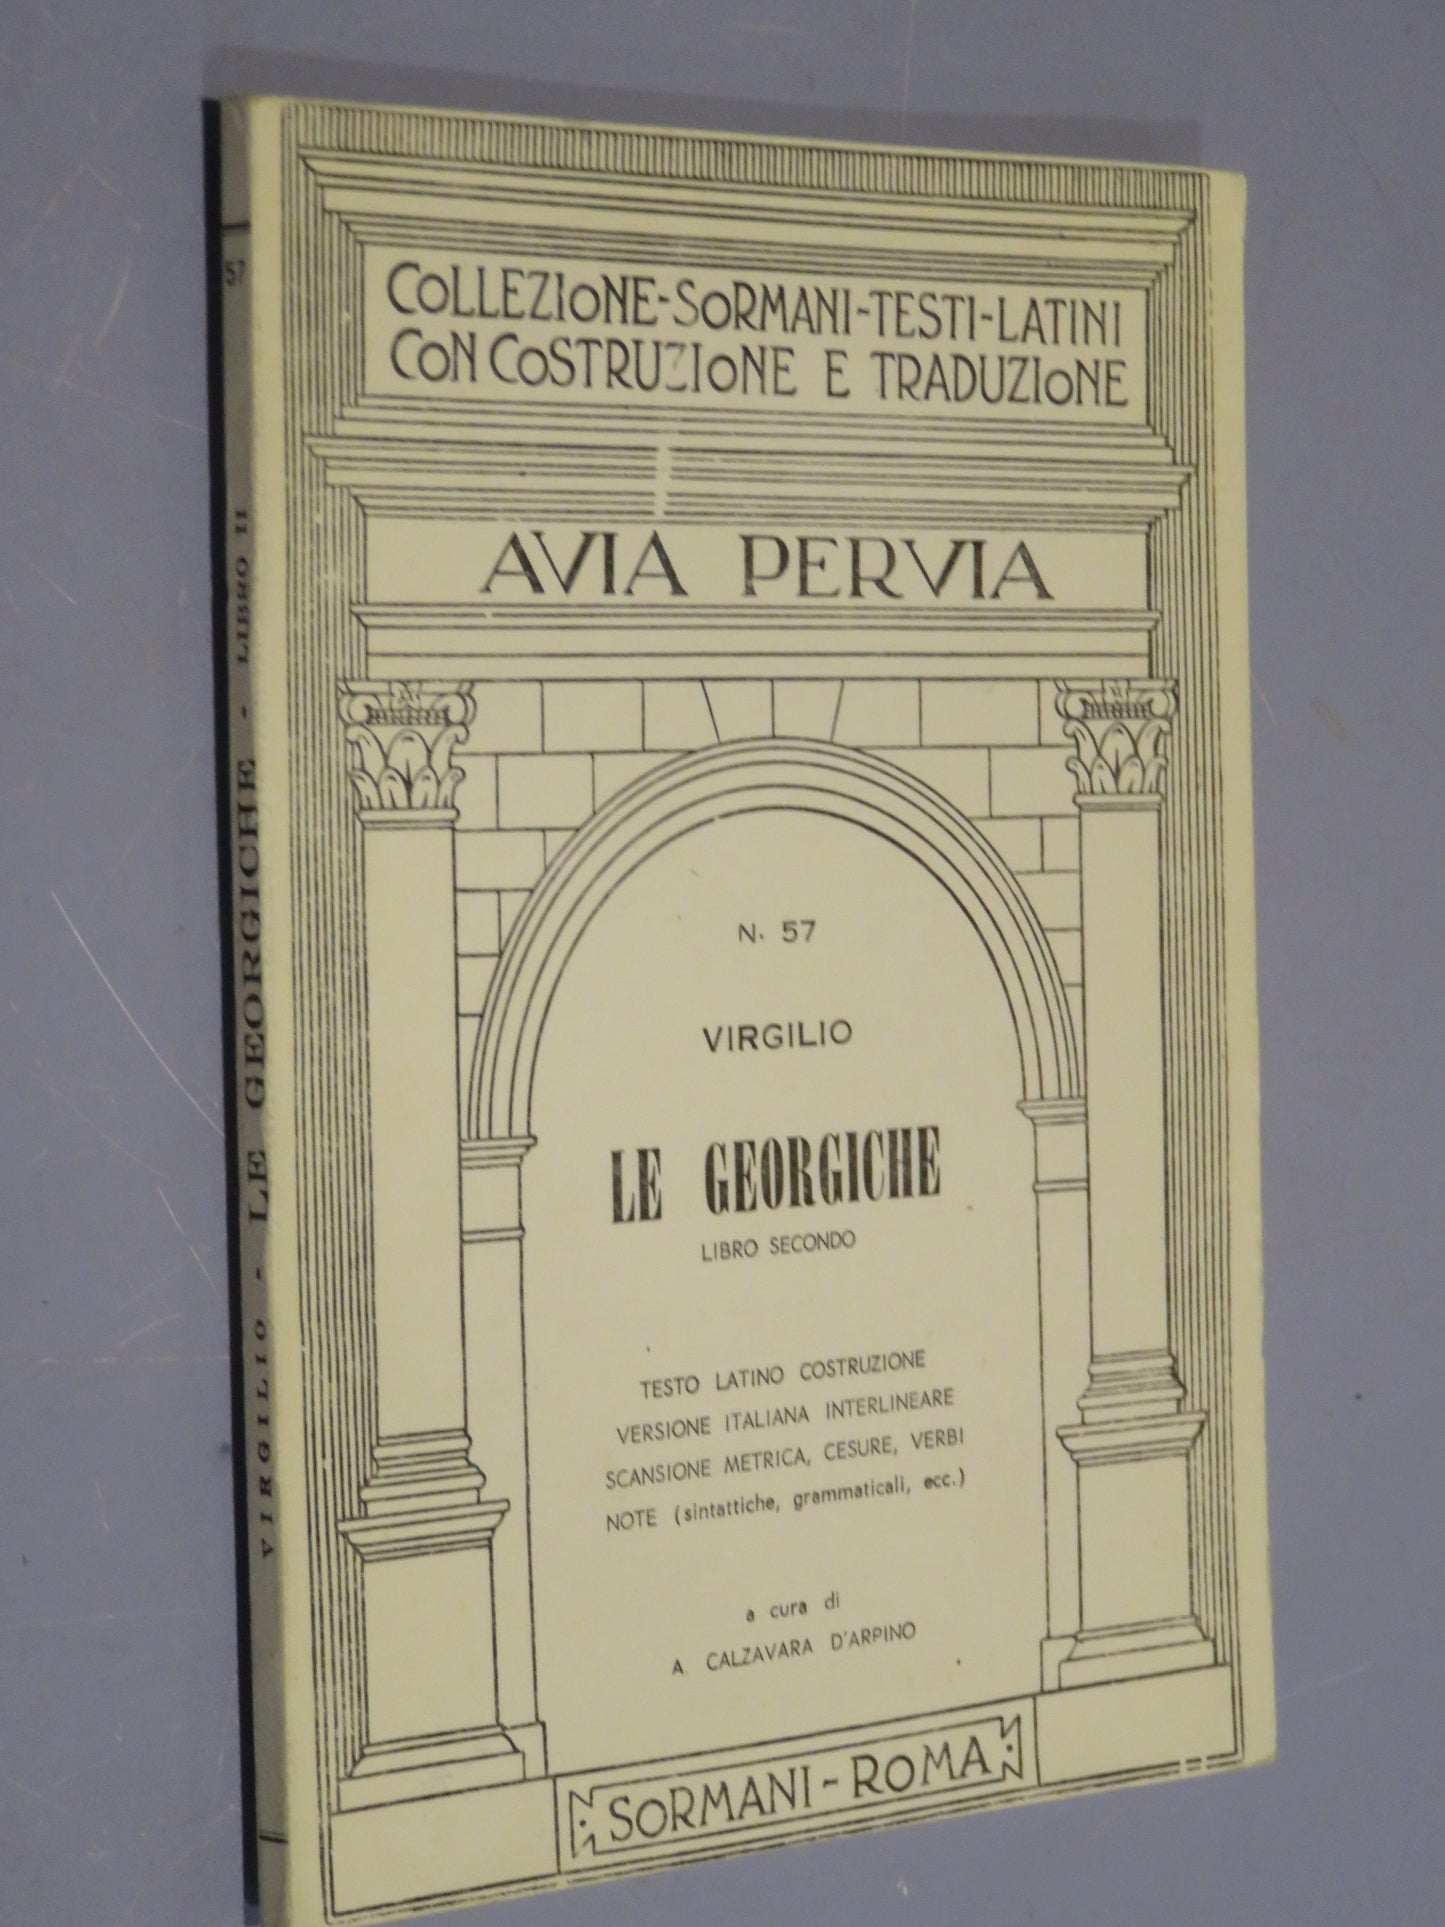 COLLEZIONE-SORMANI-TESTI-LATINI
CON COSTRUZIONE E TRADUZIONE
AVIA PERVIA
N. 57
VIRGILIO
LE GEORGICHE
LIBRO SECONDO
TESTO LATINO COSTRUZIONE
VERSIONE ITALIANA INTERLINEARE
SCANSIONE METRICA, CESURE, VERBI
NOTE (sintattiche, grammaticali, ecc.)
a cura di
A. CALZAVARA D'ARPINO
SORMANI-ROMA
57
VIRGILIO - LE GEORGICHE - LIBRO II